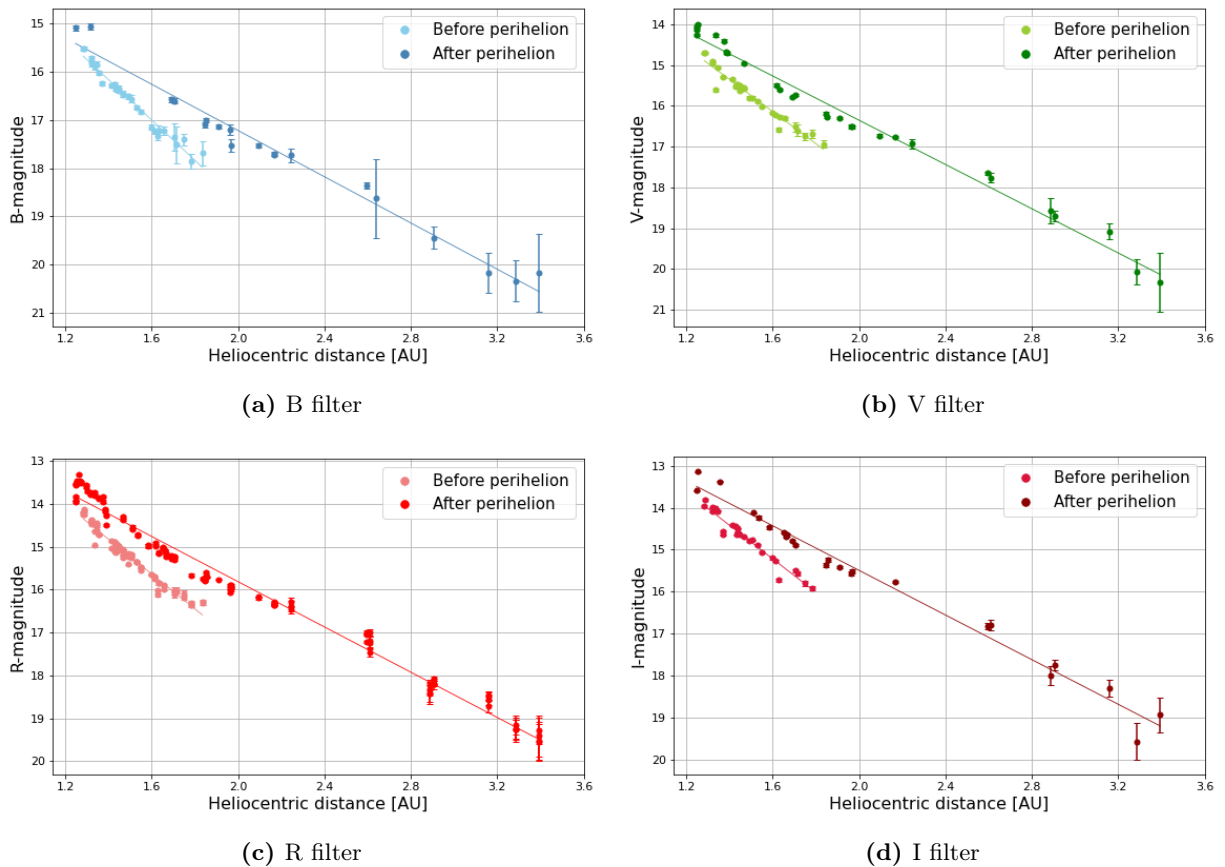 15
16
17
18
19
20
21
B-magnitude
Before perihelion
After perihelion
1.2 1.6 2.0 2.4 2.8 3.2 3.6
Heliocentric distance [AU]
(a) B filter
14
15
16
17
18
19
20
21
V-magnitude
Before perihelion
After perihelion
1.2 1.6 2.0 2.4 2.8 3.2 3.6
Heliocentric distance [AU]
(b) V filter
13
14
15
16
17
18
19
20
R-magnitude
Before perihelion
After perihelion
1.2 1.6 2.0 2.4 2.8 3.2 3.6
Heliocentric distance [AU]
(c) R filter
13
14
15
16
17
18
19
20
I-magnitude
Before perihelion
After perihelion
1.2 1.6 2.0 2.4 2.8 3.2 3.6
Heliocentric distance [AU]
(d) I filter